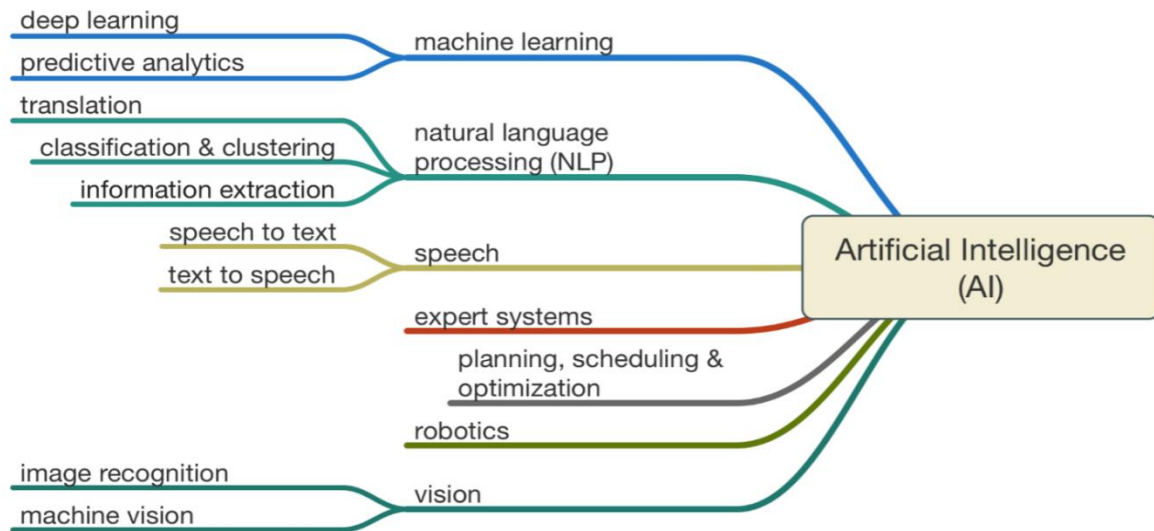 deep learning
predictive analytics
machine learning
translation
classification & clustering
information extraction
natural language
processing (NLP)
speech to text
text to speech
speech
expert systems
planning, scheduling &
optimization
robotics
image recognition
machine vision
vision
Artificial Intelligence
(AI)